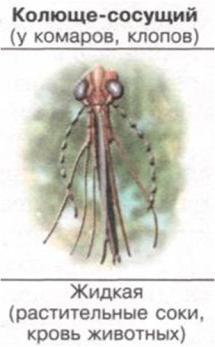 Колюще-сосущий
(у комаров, клопов)
Жидкая
(растительные соки,
кровь животных)